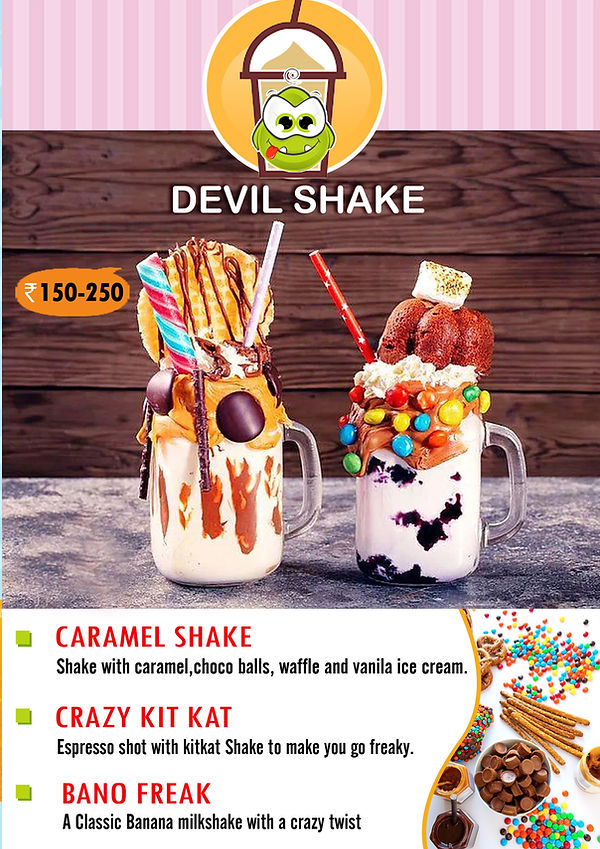 DEVIL SHAKE
₹150-250
CARAMEL SHAKE
Shake with caramel,choco balls, waffle and vanila ice cream.
CRAZY KIT KAT
Espresso shot with kitkat Shake to make you go freaky.
BANO FREAK
A Classic Banana milkshake with a crazy twist